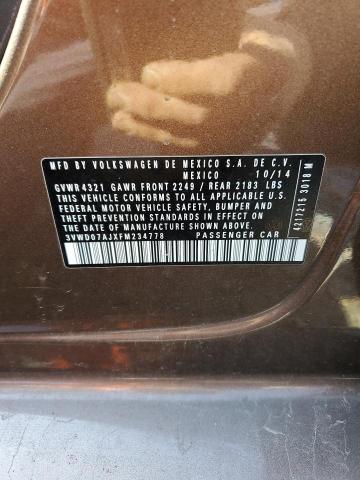 MFD BY VOLKSWAGEN DE MEXICO S.A. DE C.V.
MEXICO 10/14
GVWR 4321 GAWR FRONT 2249 / REAR 2183 LBS
THIS VEHICLE CONFORMS TO ALL APPLICABLE U.S.
FEDERAL MOTOR VEHICLE SAFETY, BUMPER AND
THEFT PREVENTION STANDARDS IN EFFECT ON
THE DATE OF MANUFACTURE SHOWN ABOVE.
3VWD07AJXFM234778 PASSENGER CAR
4217215 3018 M